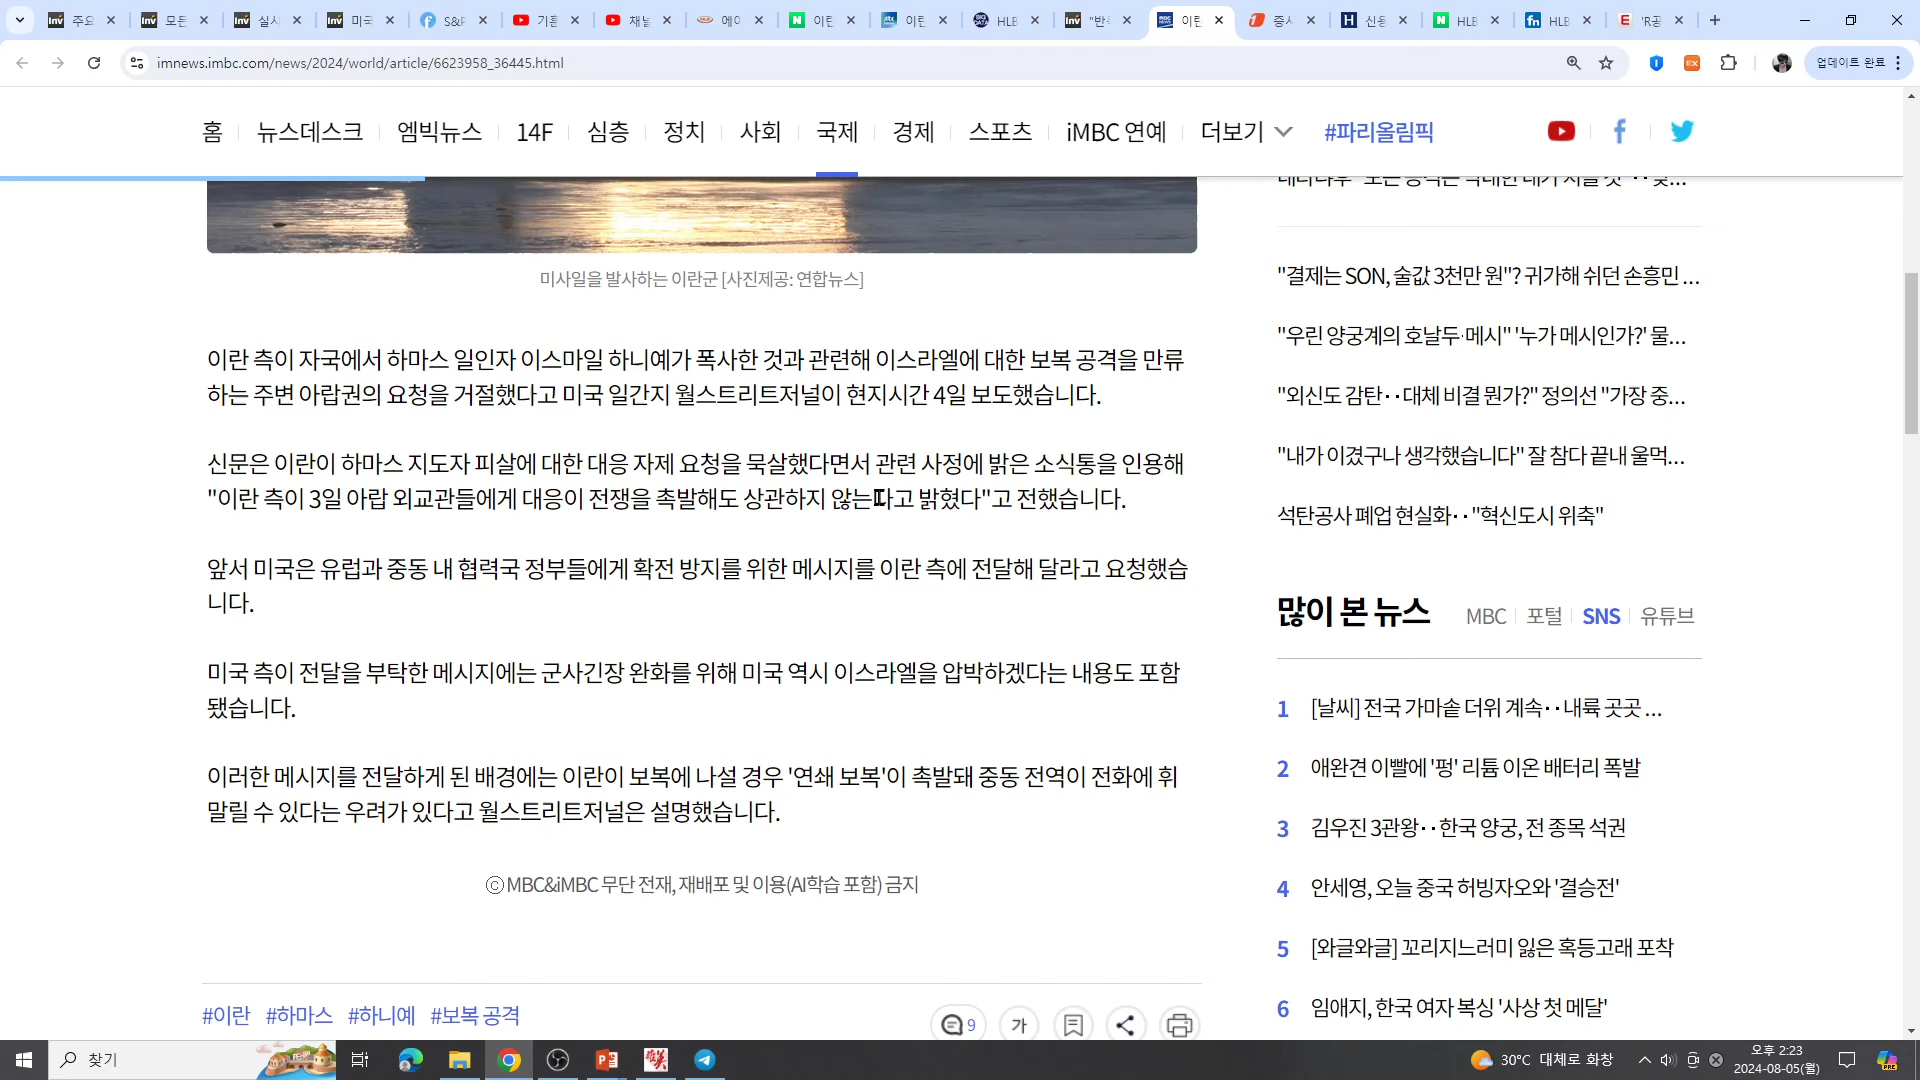 주요
모든
실시
미국
S&P
기준
채널
에이
이란
이란
HLB
"반
이란
증시
신용
HLB
HLB
'R공
imnews.imbc.com/news/2024/world/article/6623958_36445.html
업데이트 완료
홈 뉴스데스크 엠빅뉴스 14F 심층 정치 사회 국제 경제 스포츠 iMBC 연예 더보기 #파리올림픽
미사일을 발사하는 이란군 [사진제공: 연합뉴스]
이란 측이 자국에서 하마스 일인자 이스마일 하니예가 폭사한 것과 관련해 이스라엘에 대한 보복 공격을 만류
하는 주변 아랍권의 요청을 거절했다고 미국 일간지 월스트리트저널이 현지시간 4일 보도했습니다.
신문은 이란이 하마스 지도자 피살에 대한 대응 자제 요청을 묵살했다면서 관련 사정에 밝은 소식통을 인용해
"이란 측이 3일 아랍 외교관들에게 대응이 전쟁을 촉발해도 상관하지 않는다고 밝혔다"고 전했습니다.
앞서 미국은 유럽과 중동 내 협력국 정부들에게 확전 방지를 위한 메시지를 이란 측에 전달해 달라고 요청했습
니다.
미국 측이 전달을 부탁한 메시지에는 군사긴장 완화를 위해 미국 역시 이스라엘을 압박하겠다는 내용도 포함
됐습니다.
이러한 메시지를 전달하게 된 배경에는 이란이 보복에 나설 경우 '연쇄 보복'이 촉발돼 중동 전역이 전화에 휘
말릴 수 있다는 우려가 있다고 월스트리트저널은 설명했습니다.
ⓒ MBC&iMBC 무단 전재, 재배포 및 이용(AI학습 포함) 금지
#이란 #하마스 #하니예 #보복 공격
9
가
"결제는 SON, 술값 3천만 원"? 귀가해 쉬던 손흥민 ...
"우린 양궁계의 호날두·메시" '누가 메시인가?' 물...
"외신도 감탄‥대체 비결 뭔가?" 정의선 "가장 중...
"내가 이겼구나 생각했습니다" 잘 참다 끝내 울먹...
석탄공사 폐업 현실화‥"혁신도시 위축"
많이 본 뉴스 MBC 포털 SNS 유튜브
1 [날씨] 전국 가마솥 더위 계속‥내륙 곳곳 ...
2 애완견 이빨에 '펑' 리튬 이온 배터리 폭발
3 김우진 3관왕‥한국 양궁, 전 종목 석권
4 안세영, 오늘 중국 허빙자오와 '결승전'
5 [와글와글] 꼬리지느러미 잃은 혹등고래 포착
6 임애지, 한국 여자 복싱 '사상 첫 메달'
찾기
30°C 대체로 화창
오후 2:23
2024-08-05(월)